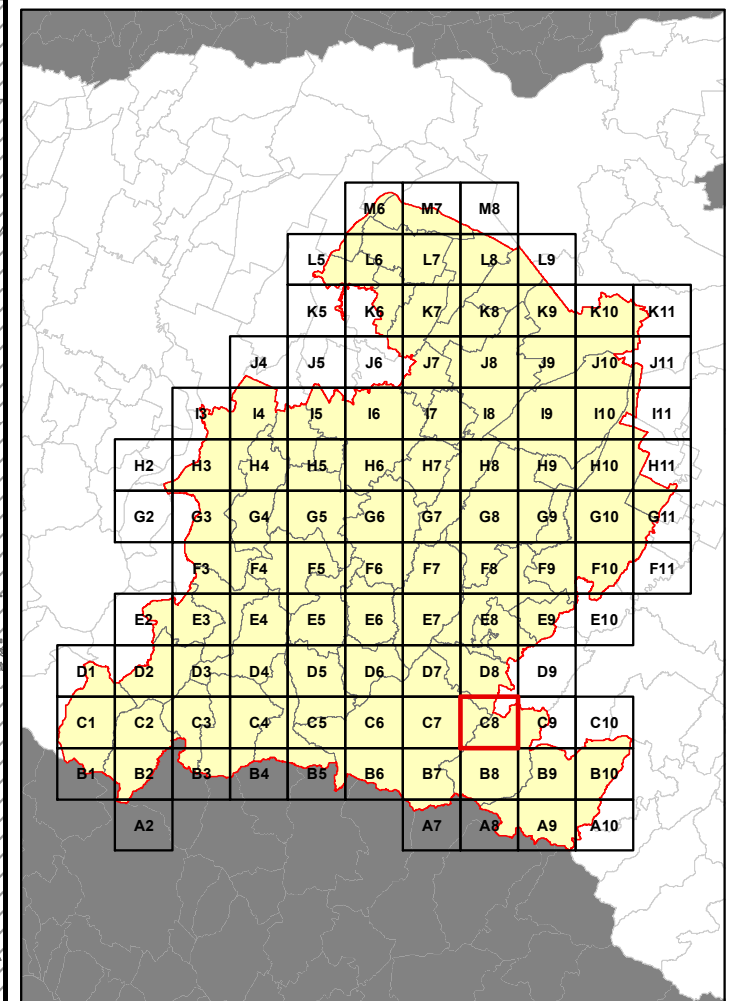 M6 M7 M8
L5 L6 L7 L8 L9
K5 K6 K7 K8 K9 K10 K11
J4 J5 J6 J7 J8 J9 J10 J11
I3 I4 I5 I6 I7 I8 I9 I10 I11
H2 H3 H4 H5 H6 H7 H8 H9 H10 H11
G2 G3 G4 G5 G6 G7 G8 G9 G10 G11
F3 F4 F5 F6 F7 F8 F9 F10 F11
E2 E3 E4 E5 E6 E7 E8 E9 E10
D1 D2 D3 D4 D5 D6 D7 D8 D9
C1 C2 C3 C4 C5 C6 C7 C8 C9 C10
B1 B2 B3 B4 B5 B6 B7 B8 B9 B10
A2 A7 A8 A9 A10